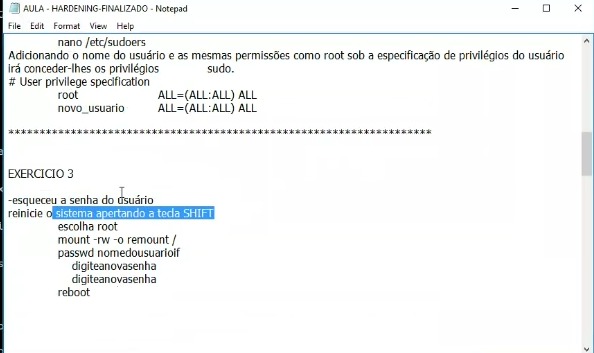 AULA - HARDENING-FINALIZADO - Notepad
File Edit Format View Help
nano /etc/sudoers
Adicionando o nome do usuário e as mesmas permissões como root sob a especificação de privilégios do usuário
irá conceder-lhes os privilégios sudo.
# User privilege specification
root ALL=(ALL:ALL) ALL
novo_usuario ALL=(ALL:ALL) ALL
**********************************************************************
EXERCICIO 3
-esqueceu a senha do usuário
reinicie o sistema apertando a tecla SHIFT
escolha root
mount -rw -o remount /
passwd nomedousuarioif
digiteanovasenha
digiteanovasenha
reboot